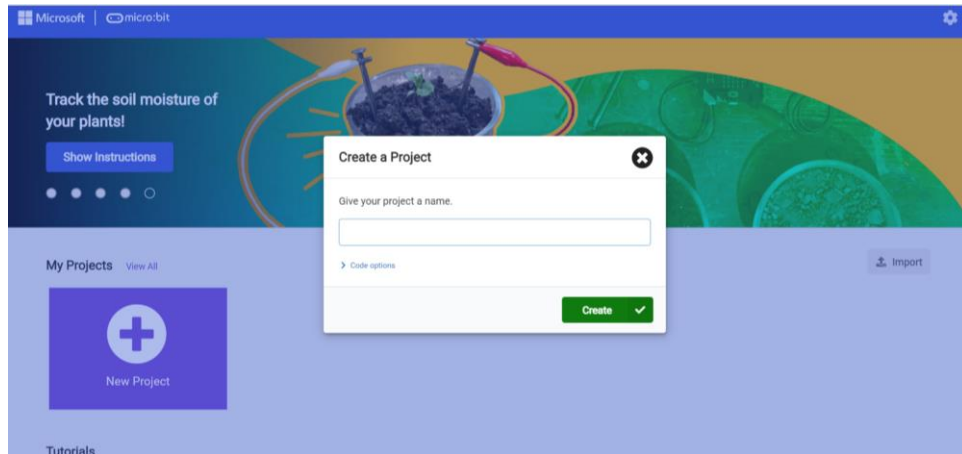 Microsoft | micro:bit
Track the soil moisture of
your plants!
Show Instructions
Create a Project
Give your project a name.
Code options
Create
My Projects View All
Import
New Project
Tutorials